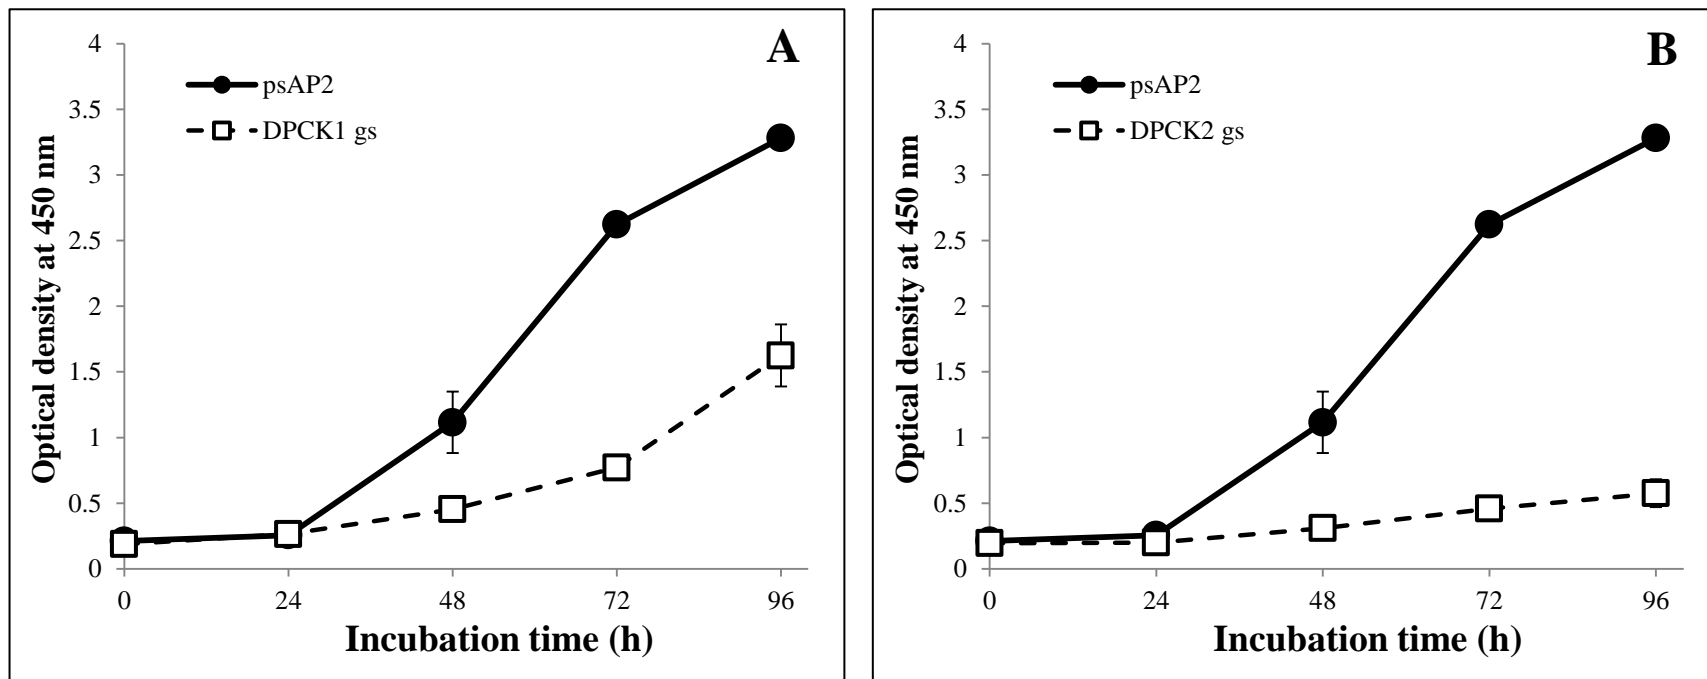 A
psAP2
DPCK1 gs
Optical density at 450 nm
4
3.5
3
2.5
2
1.5
1
0.5
0
0 24 48 72 96
Incubation time (h)
B
psAP2
DPCK2 gs
Optical density at 450 nm
4
3.5
3
2.5
2
1.5
1
0.5
0
0 24 48 72 96
Incubation time (h)